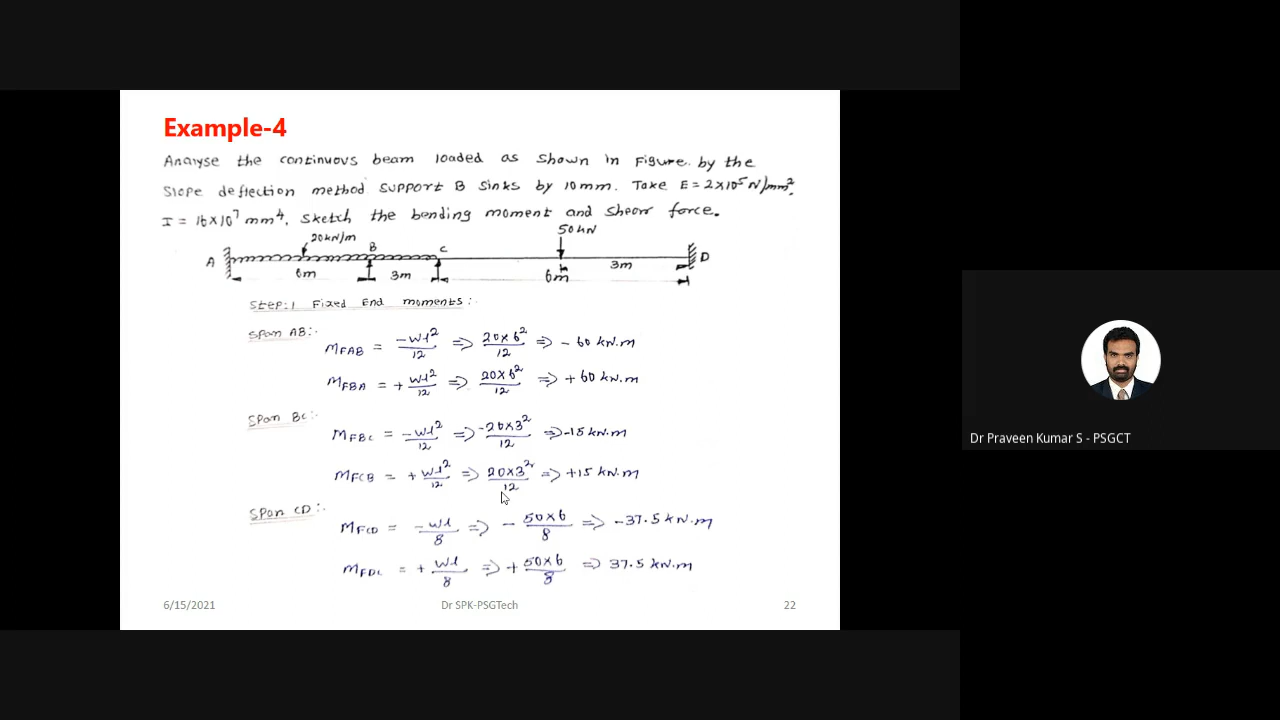 Example-4
Analyse the continuous beam loaded as shown in Figure. by the
slope deflection method support B sinks by 10mm. Take E = 2×10⁵ N/mm².
I = 16×10⁷ mm⁴. Sketch the bending moment and shear force.
50kN
20kN/m
A B C D
6m 3m 6m 3m
Step:1 Fixed End moments:
Span AB:-
MFAB = -wl²/12 => 20×6²/12 => -60 kN.m
MFBA = +wl²/12 => 20×6²/12 => +60 kN.m
Span BC:-
MFBC = -wl²/12 => -20×3²/12 => -15 kN.m
MFCB = +wl²/12 => 20×3²/12 => +15 kN.m
Span CD:-
MFCD = -wl/8 => -50×6/8 => -37.5 kN.m
MFDC = +wl/8 => +50×6/8 => 37.5 kN.m
6/15/2021 Dr SPK-PSGTech 22
Dr Praveen Kumar S - PSGCT